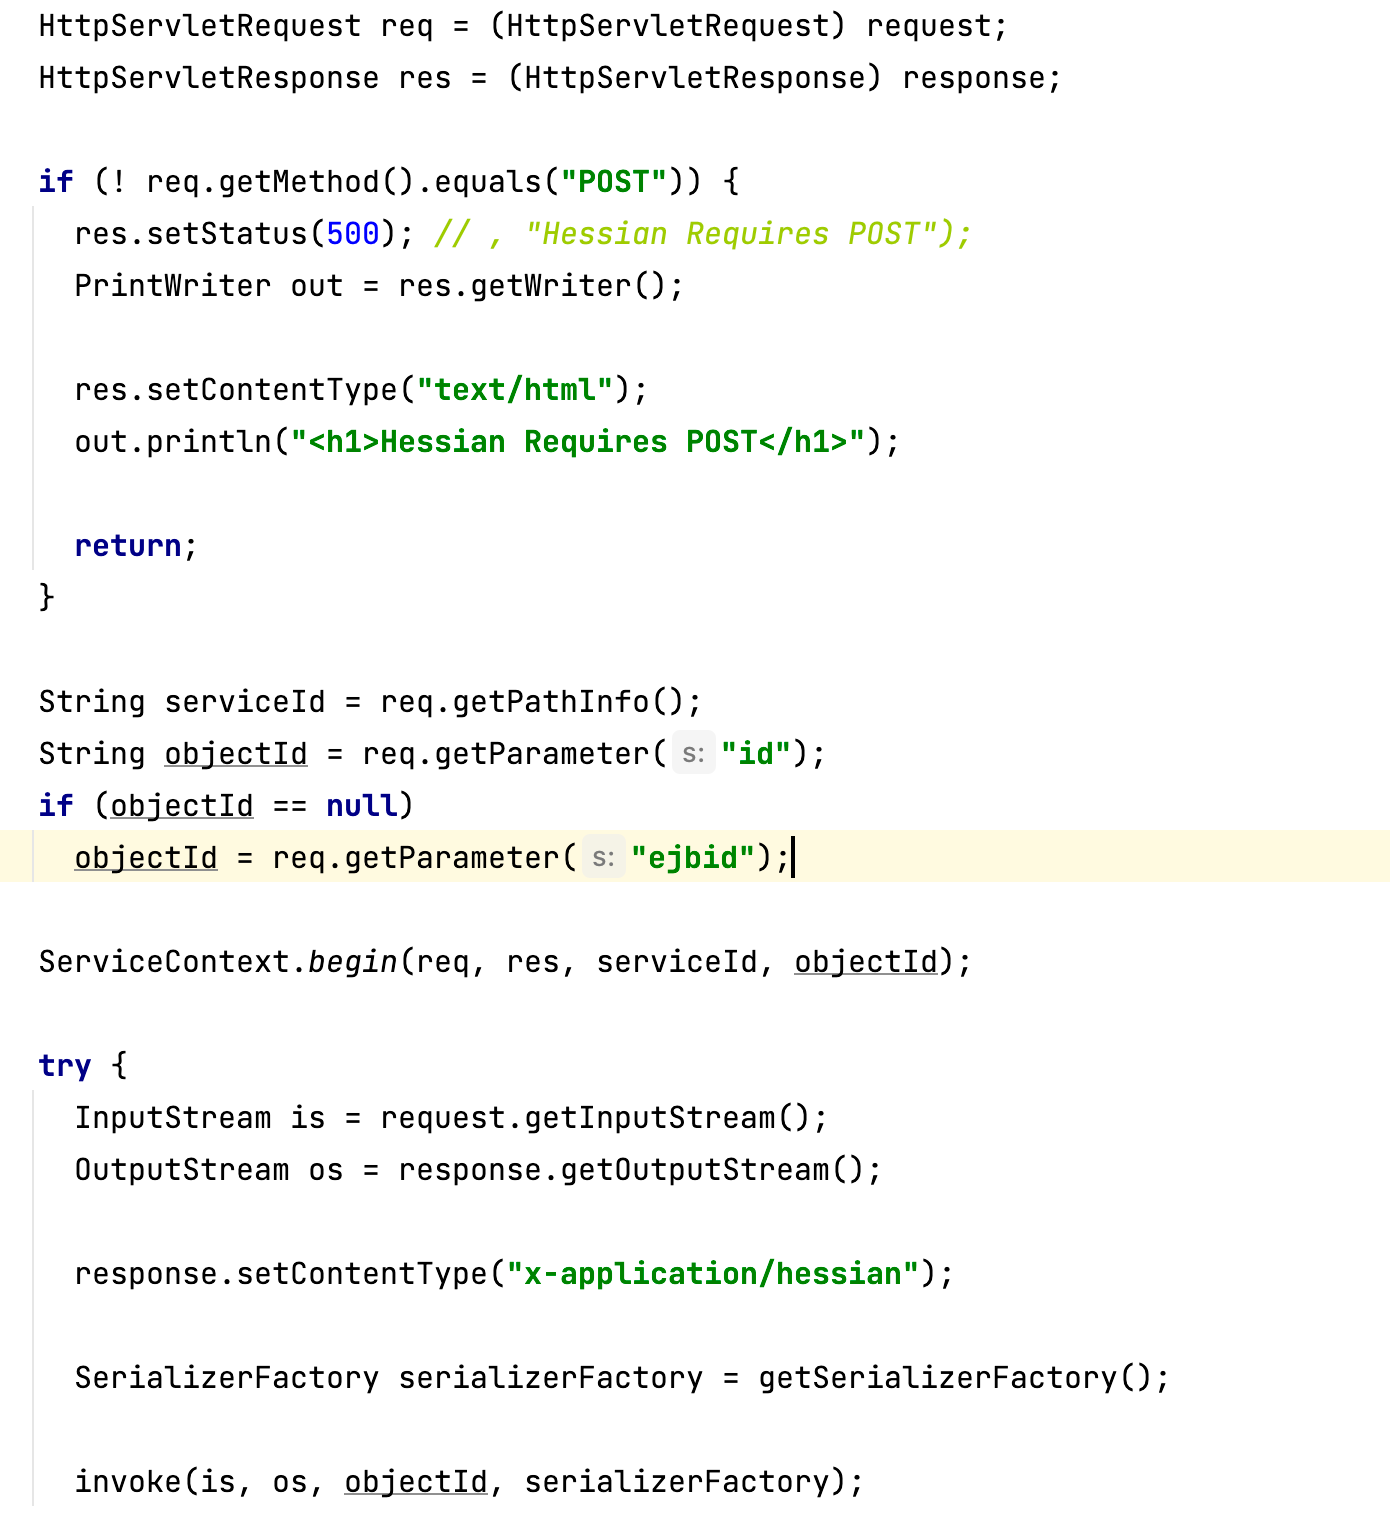 HttpServletRequest req = (HttpServletRequest) request;
HttpServletResponse res = (HttpServletResponse) response;
if (! req.getMethod().equals("POST")) {
res.setStatus(500); // , "Hessian Requires POST");
PrintWriter out = res.getWriter();
res.setContentType("text/html");
out.println("<h1>Hessian Requires POST</h1>");
return;
}
String serviceId = req.getPathInfo();
String objectId = req.getParameter( s: "id");
if (objectId == null)
objectId = req.getParameter( s: "ejbid");
ServiceContext.begin(req, res, serviceId, objectId);
try {
InputStream is = request.getInputStream();
OutputStream os = response.getOutputStream();
response.setContentType("x-application/hessian");
SerializerFactory serializerFactory = getSerializerFactory();
invoke(is, os, objectId, serializerFactory);